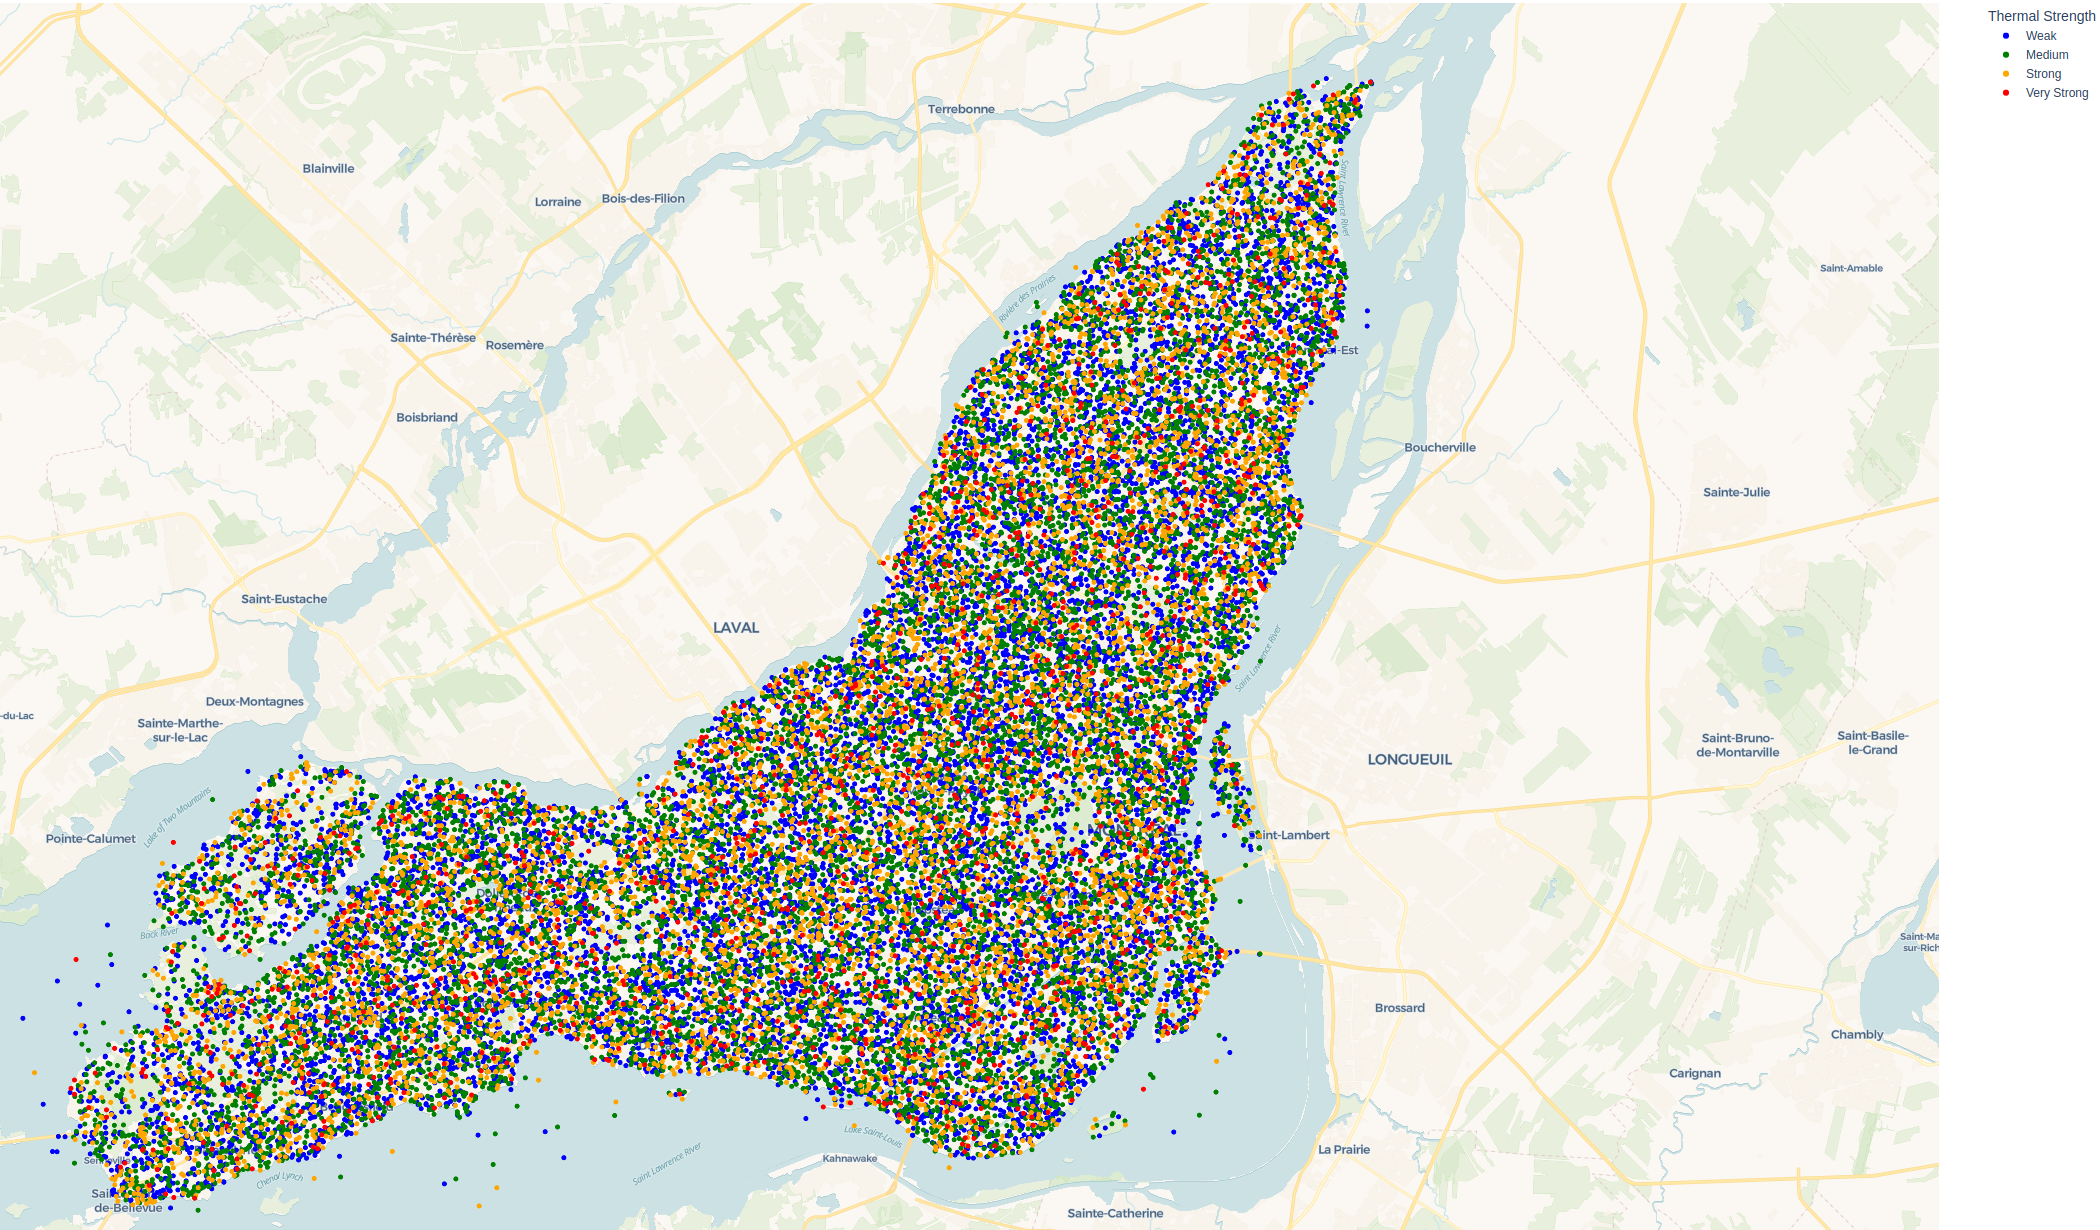 Thermal Strength
Weak
Medium
Strong
Very Strong
Terrebonne
Blainville
Lorraine
Bois-des-Filion
Saint Lawrence River
Saint-Amable
Rivière des Prairies
Sainte-Thérèse
Rosemère
-Est
Boisbriand
Boucherville
Sainte-Julie
Saint-Eustache
LAVAL
Saint Lawrence River
Deux-Montagnes
-du-Lac
Sainte-Marthe-
sur-le-Lac
Saint-Bruno-
de-Montarville
Saint-Basile-
le-Grand
LONGUEUIL
Lake of Two Mountains
Pointe-Calumet
Saint-Lambert
Back River
Saint-Ma
sur-Rich
Brossard
Chambly
Carignan
Lake Saint-Louis
La Prairie
Kahnawake
Saint Lawrence River
Senneville
Chenal Lynch
de-Bellevue
Sainte-Catherine